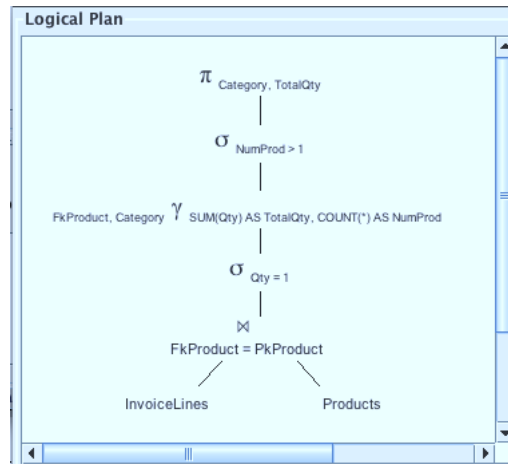 Logical Plan
π Category, TotalQty
σ NumProd > 1
FkProduct, Category γ SUM(Qty) AS TotalQty, COUNT(*) AS NumProd
σ Qty = 1
⋈
FkProduct = PkProduct
InvoiceLines Products